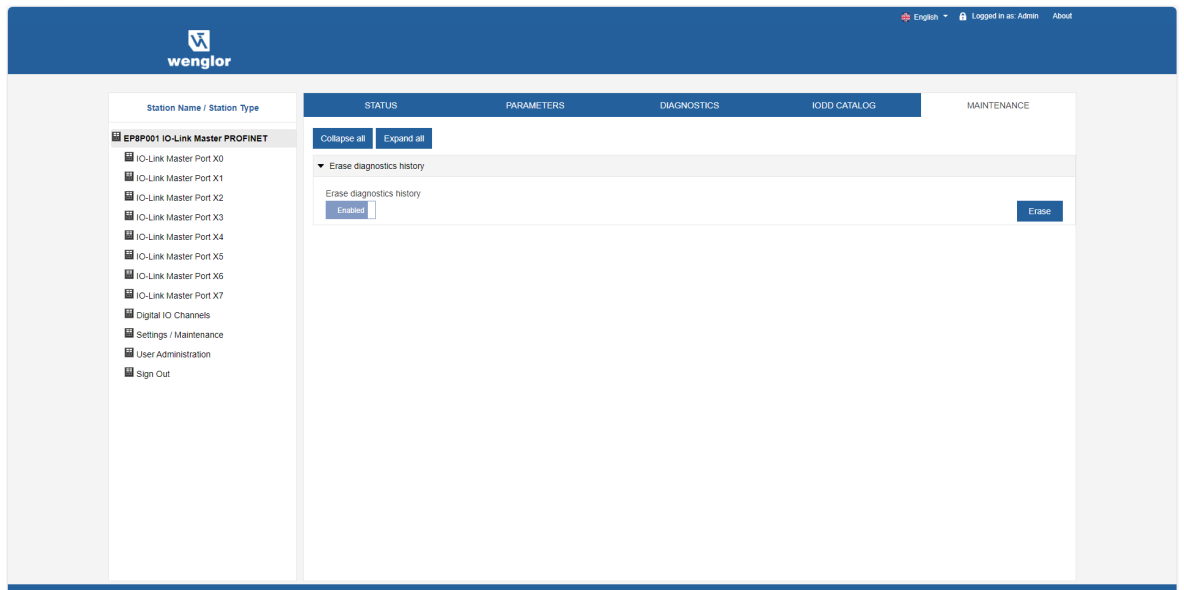 English
Logged in as: Admin
About
wenglor
Station Name / Station Type
STATUS
PARAMETERS
DIAGNOSTICS
IODD CATALOG
MAINTENANCE
EP8P001 IO-Link Master PROFINET
IO-Link Master Port X0
IO-Link Master Port X1
IO-Link Master Port X2
IO-Link Master Port X3
IO-Link Master Port X4
IO-Link Master Port X5
IO-Link Master Port X6
IO-Link Master Port X7
Digital IO Channels
Settings / Maintenance
User Administration
Sign Out
Collapse all
Expand all
Erase diagnostics history
Erase diagnostics history
Enabled
Erase